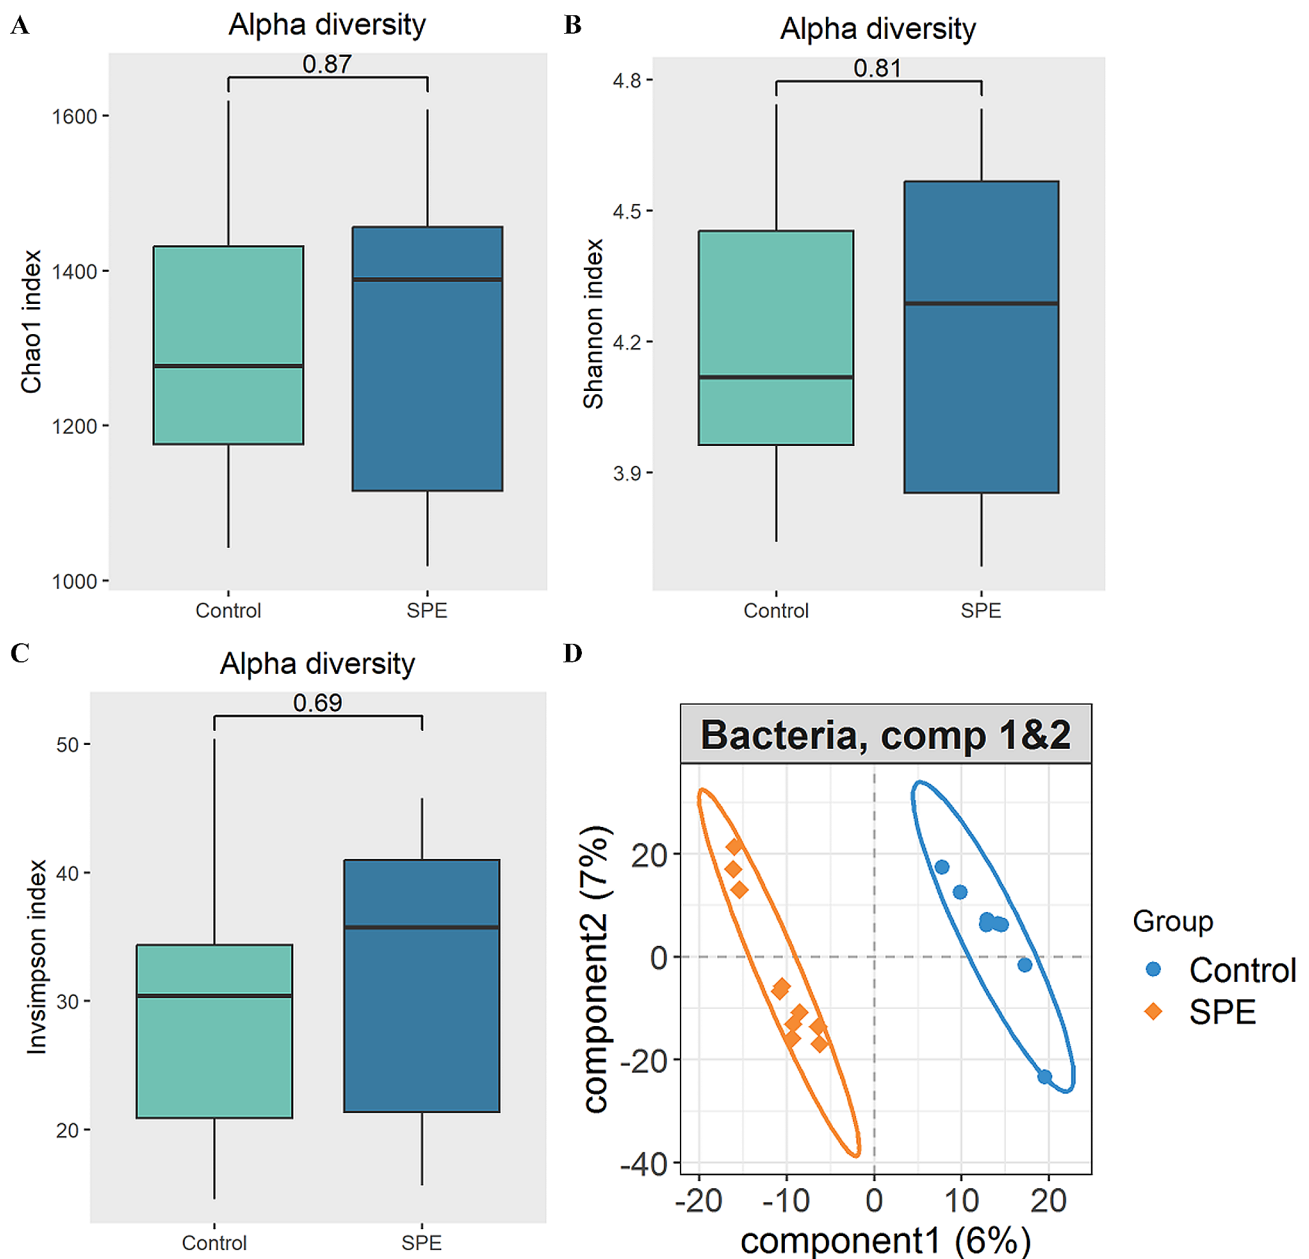 A
Alpha diversity
0.87
1600
1400
1200
1000
Chao1 index
Control SPE
B
Alpha diversity
0.81
4.8
4.5
4.2
3.9
Shannon index
Control SPE
C
Alpha diversity
0.69
50
40
30
20
Invsimpson index
Control SPE
D
Bacteria, comp 1&2
20
0
-20
-40
component2 (7%)
-20 -10 0 10 20
component1 (6%)
Group
Control
SPE